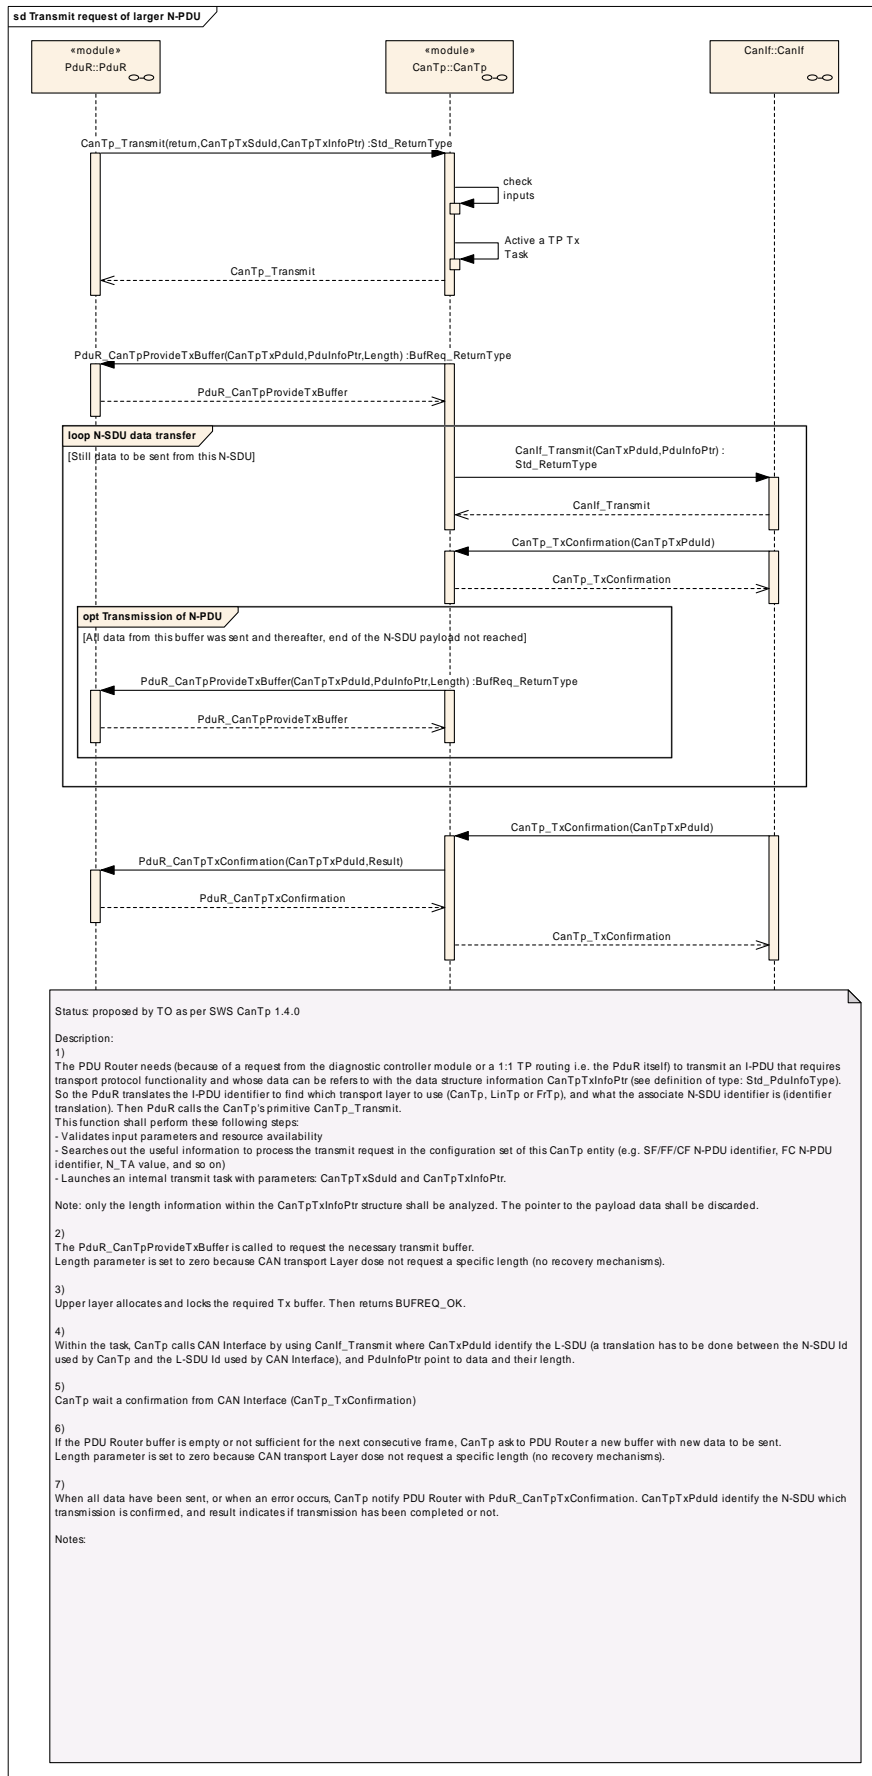 sd Transmit request of larger N-PDU
«module»
PduR::PduR
«module»
CanTp::CanTp
CanIf::CanIf
CanTp_Transmit(return,CanTpTxSduId,CanTpTxInfoPtr) :Std_ReturnType
check
inputs
Active a TP Tx
Task
CanTp_Transmit
PduR_CanTpProvideTxBuffer(CanTpTxPduId,PduInfoPtr,Length) :BufReq_ReturnType
PduR_CanTpProvideTxBuffer
loop N-SDU data transfer
[Still data to be sent from this N-SDU]
CanIf_Transmit(CanTxPduId,PduInfoPtr) :
Std_ReturnType
CanIf_Transmit
CanTp_TxConfirmation(CanTpTxPduId)
CanTp_TxConfirmation
opt Transmission of N-PDU
[All data from this buffer was sent and thereafter, end of the N-SDU payload not reached]
PduR_CanTpProvideTxBuffer(CanTpTxPduId,PduInfoPtr,Length) :BufReq_ReturnType
PduR_CanTpProvideTxBuffer
CanTp_TxConfirmation(CanTpTxPduId)
PduR_CanTpTxConfirmation(CanTpTxPduId,Result)
PduR_CanTpTxConfirmation
CanTp_TxConfirmation
Status: proposed by TO as per SWS CanTp 1.4.0
Description:
1)
The PDU Router needs (because of a request from the diagnostic controller module or a 1:1 TP routing i.e. the PduR itself) to transmit an I-PDU that requires
transport protocol functionality and whose data can be refers to with the data structure information CanTpTxInfoPtr (see definition of type: Std_PduInfoType).
So the PduR translates the I-PDU identifier to find which transport layer to use (CanTp, LinTp or FrTp), and what the associate N-SDU identifier is (identifier
translation). Then PduR calls the CanTp's primitive CanTp_Transmit.
This function shall perform these following steps:
- Validates input parameters and resource availability
- Searches out the useful information to process the transmit request in the configuration set of this CanTp entity (e.g. SF/FF/CF N-PDU identifier, FC N-PDU
identifier, N_TA value, and so on)
- Launches an internal transmit task with parameters: CanTpTxSduId and CanTpTxInfoPtr.
Note: only the length information within the CanTpTxInfoPtr structure shall be analyzed. The pointer to the payload data shall be discarded.
2)
The PduR_CanTpProvideTxBuffer is called to request the necessary transmit buffer.
Length parameter is set to zero because CAN transport Layer dose not request a specific length (no recovery mechanisms).
3)
Upper layer allocates and locks the required Tx buffer. Then returns BUFREQ_OK.
4)
Within the task, CanTp calls CAN Interface by using CanIf_Transmit where CanTxPduId identify the L-SDU (a translation has to be done between the N-SDU Id
used by CanTp and the L-SDU Id used by CAN Interface), and PduInfoPtr point to data and their length.
5)
CanTp wait a confirmation from CAN Interface (CanTp_TxConfirmation)
6)
If the PDU Router buffer is empty or not sufficient for the next consecutive frame, CanTp ask to PDU Router a new buffer with new data to be sent.
Length parameter is set to zero because CAN transport Layer dose not request a specific length (no recovery mechanisms).
7)
When all data have been sent, or when an error occurs, CanTp notify PDU Router with PduR_CanTpTxConfirmation. CanTpTxPduId identify the N-SDU which
transmission is confirmed, and result indicates if transmission has been completed or not.
Notes: